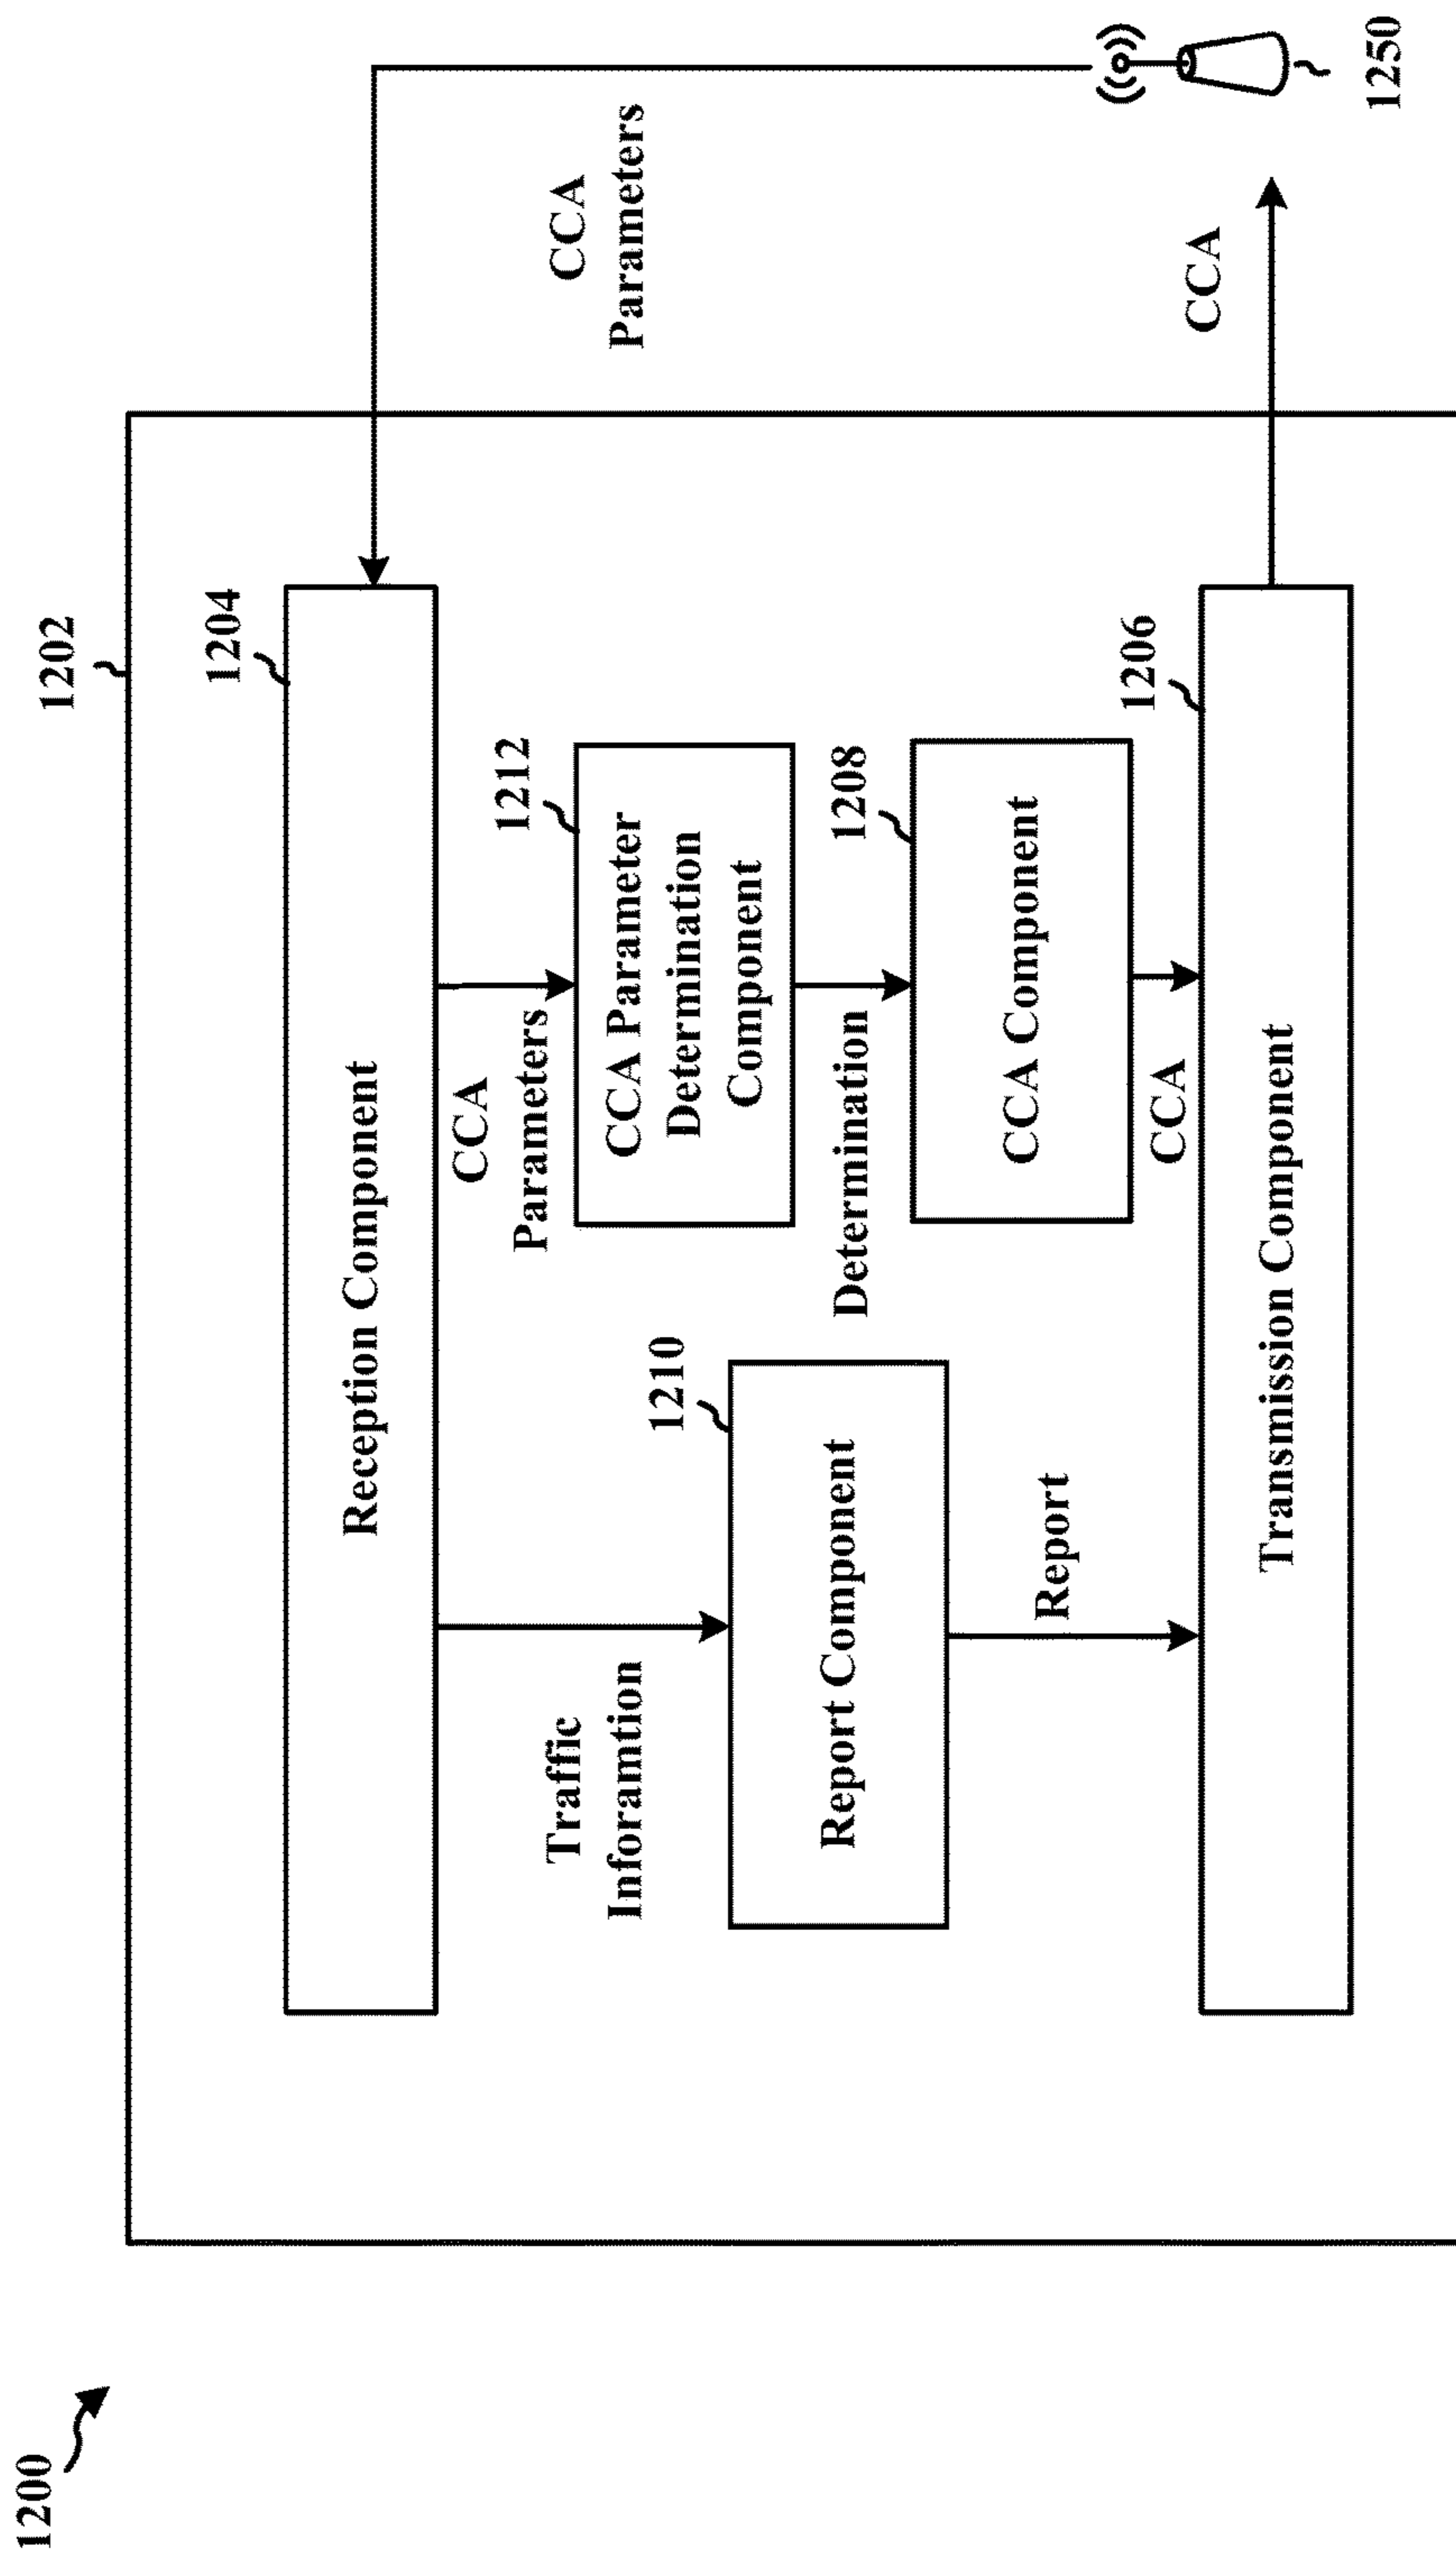 1200
1202
1204
Reception Component
CCA
Parameters
CCA
Parameters
1212
CCA Parameter
Determination
Component
Traffic
Inforamtion
1210
Report Component
Determination
1208
CCA Component
Report
CCA
1206
Transmission Component
CCA
1250